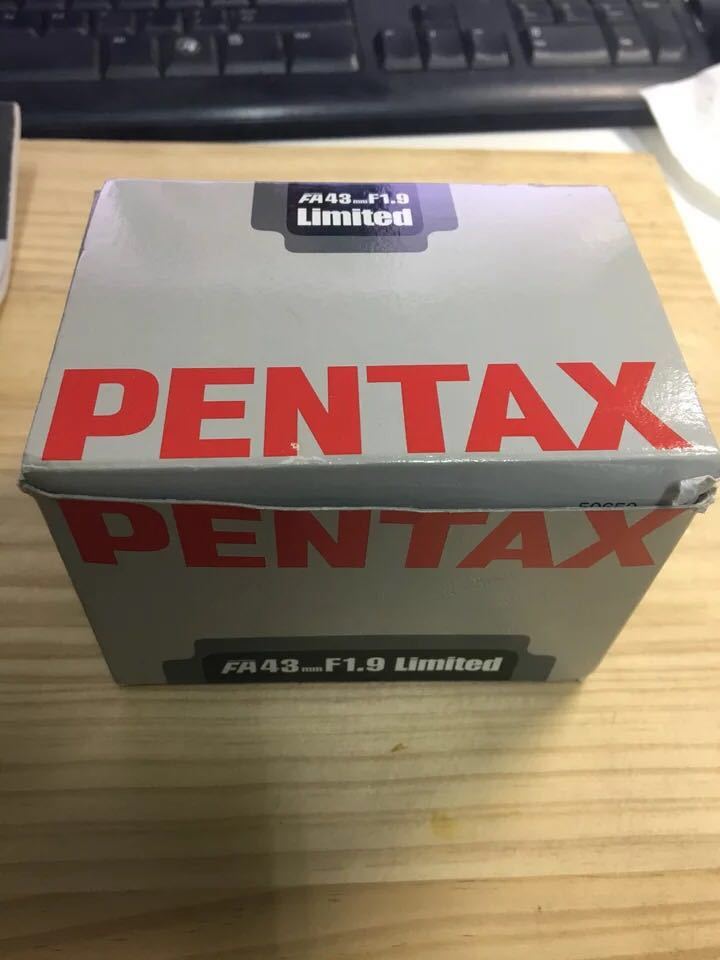 FA43mmF1.9
Limited
PENTAX
PENTAX
FA43mmF1.9 Limited